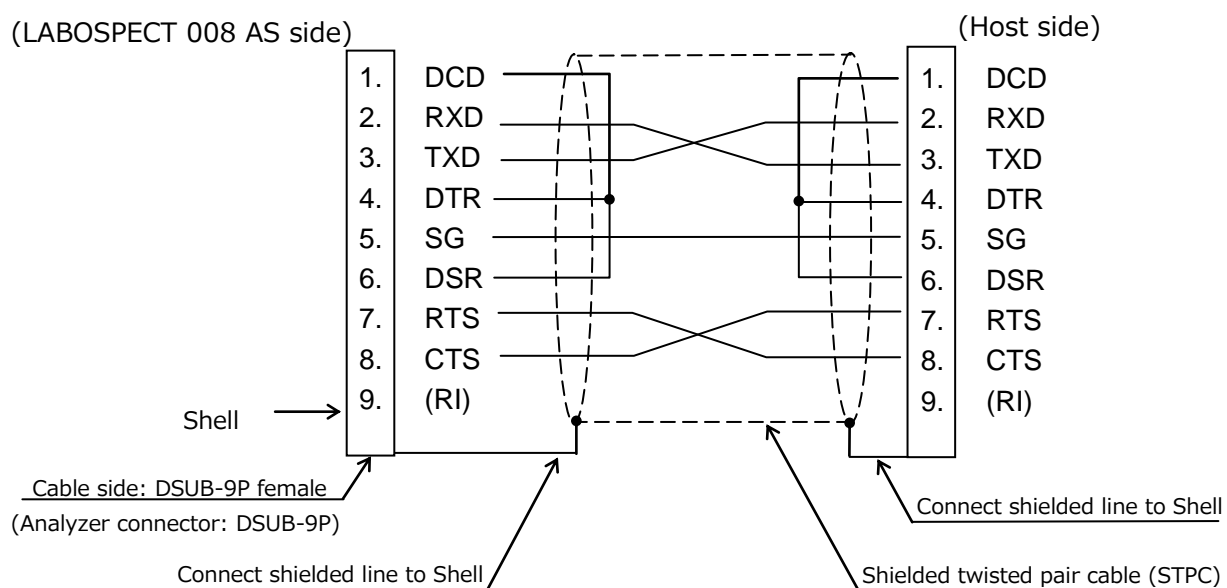 (LABOSPECT 008 AS side)
(Host side)
1. DCD
2. RXD
3. TXD
4. DTR
5. SG
6. DSR
7. RTS
8. CTS
9. (RI)
1. DCD
2. RXD
3. TXD
4. DTR
5. SG
6. DSR
7. RTS
8. CTS
9. (RI)
Shell
Cable side: DSUB-9P female
(Analyzer connector: DSUB-9P)
Connect shielded line to Shell
Connect shielded line to Shell
Shielded twisted pair cable (STPC)